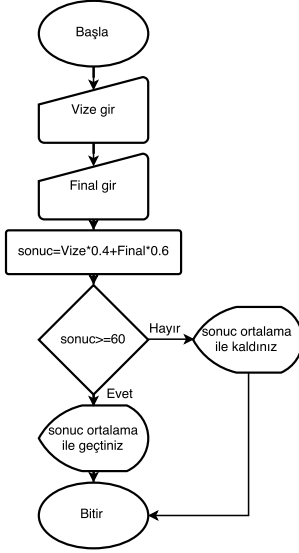 Başla
Vize gir
Final gir
sonuc=Vize*0.4+Final*0.6
sonuc>=60
Hayır
sonuc ortalama
ile kaldınız
Evet
sonuc ortalama
ile geçtiniz
Bitir